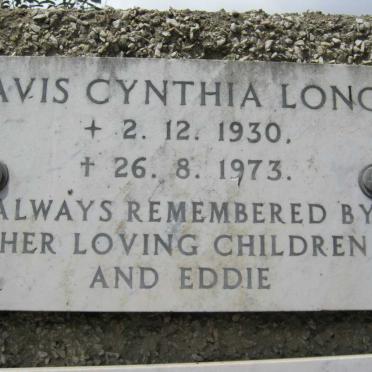 AVIS CYNTHIA LONG
+ 2. 12. 1930.
† 26. 8. 1973.
ALWAYS REMEMBERED BY
HER LOVING CHILDREN
AND EDDIE